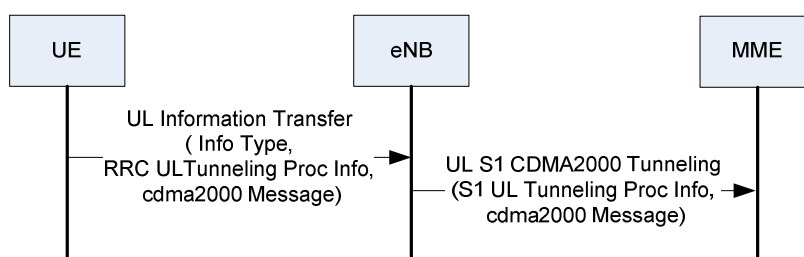 UE
eNB
MME
UL Information Transfer
( Info Type,
RRC ULTunneling Proc Info,
cdma2000 Message)
UL S1 CDMA2000 Tunneling
(S1 UL Tunneling Proc Info,
cdma2000 Message)